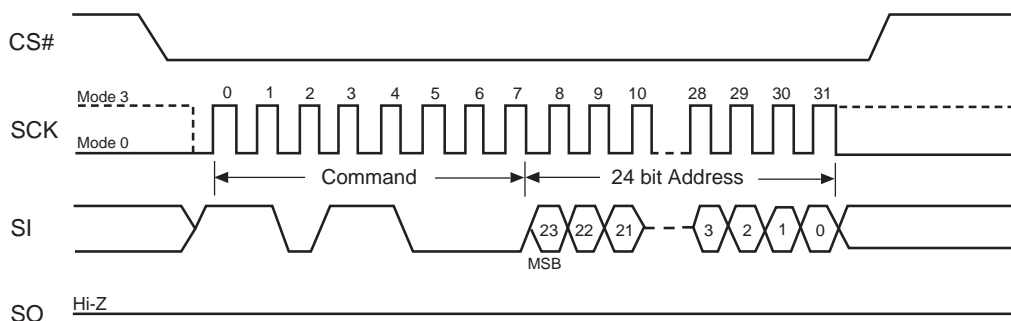 CS#
Mode 3
0 1 2 3 4 5 6 7 8 9 10 28 29 30 31
SCK
Mode 0
Command 24 bit Address
SI
23 22 21 3 2 1 0
MSB
Hi-Z
SO